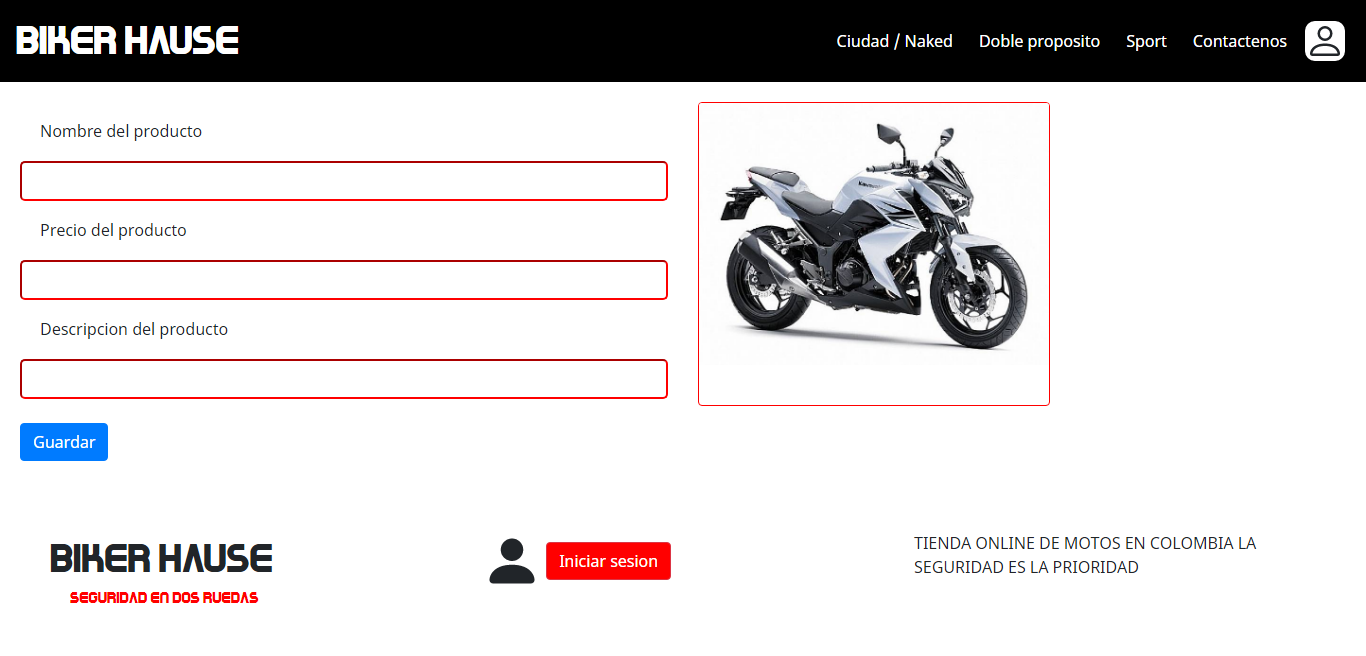 BIKER HAUSE
Ciudad / Naked
Doble proposito
Sport
Contactenos
Nombre del producto
Precio del producto
Descripcion del producto
Guardar
Kawasaki
BIKER HAUSE
SEGURIDAD EN DOS RUEDAS
Iniciar sesion
TIENDA ONLINE DE MOTOS EN COLOMBIA LA
SEGURIDAD ES LA PRIORIDAD